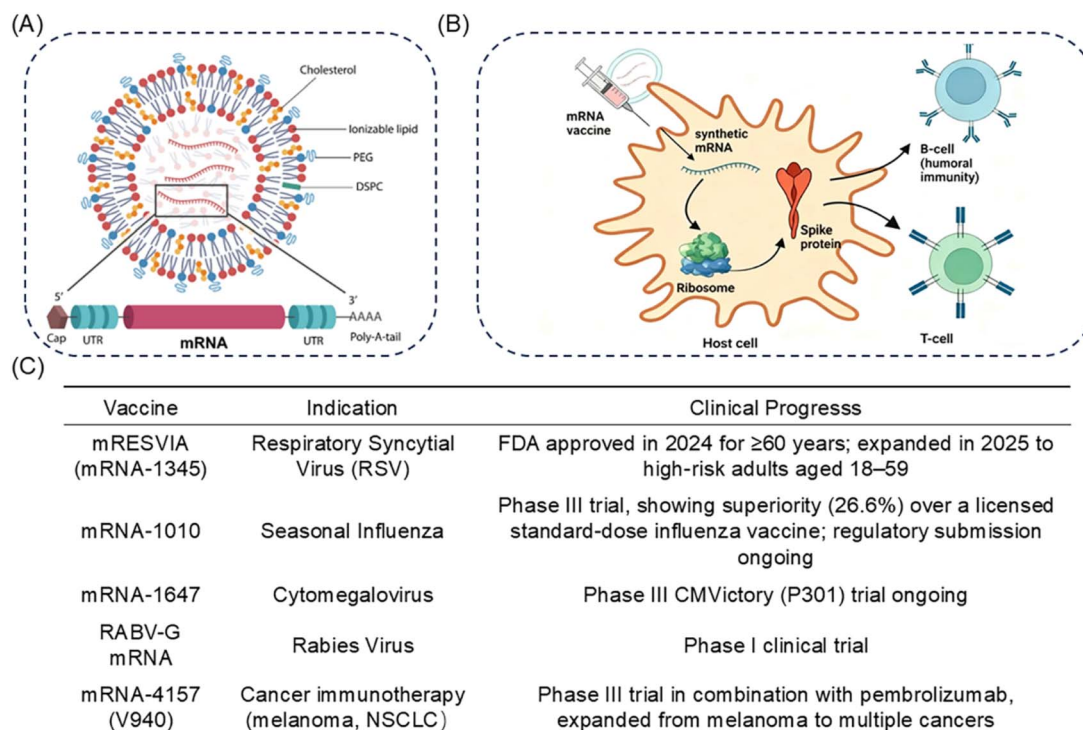 (A)
Cholesterol
Ionizable lipid
PEG
DSPC
5’
3’
AAAA
Cap
UTR
mRNA
UTR
Poly-A-tail
(B)
mRNA
vaccine
synthetic
mRNA
Spike
protein
Ribosome
Host cell
B-cell
(humoral
immunity)
T-cell
(C)
Vaccine Indication Clinical Progresss
mRESVIA
(mRNA-1345)
Respiratory Syncytial
Virus (RSV)
FDA approved in 2024 for ≥60 years; expanded in 2025 to
high-risk adults aged 18–59
mRNA-1010
Seasonal Influenza
Phase III trial, showing superiority (26.6%) over a licensed
standard-dose influenza vaccine; regulatory submission
ongoing
mRNA-1647
Cytomegalovirus
Phase III CMVictory (P301) trial ongoing
RABV-G
mRNA
Rabies Virus
Phase I clinical trial
mRNA-4157
(V940)
Cancer immunotherapy
(melanoma, NSCLC)
Phase III trial in combination with pembrolizumab,
expanded from melanoma to multiple cancers